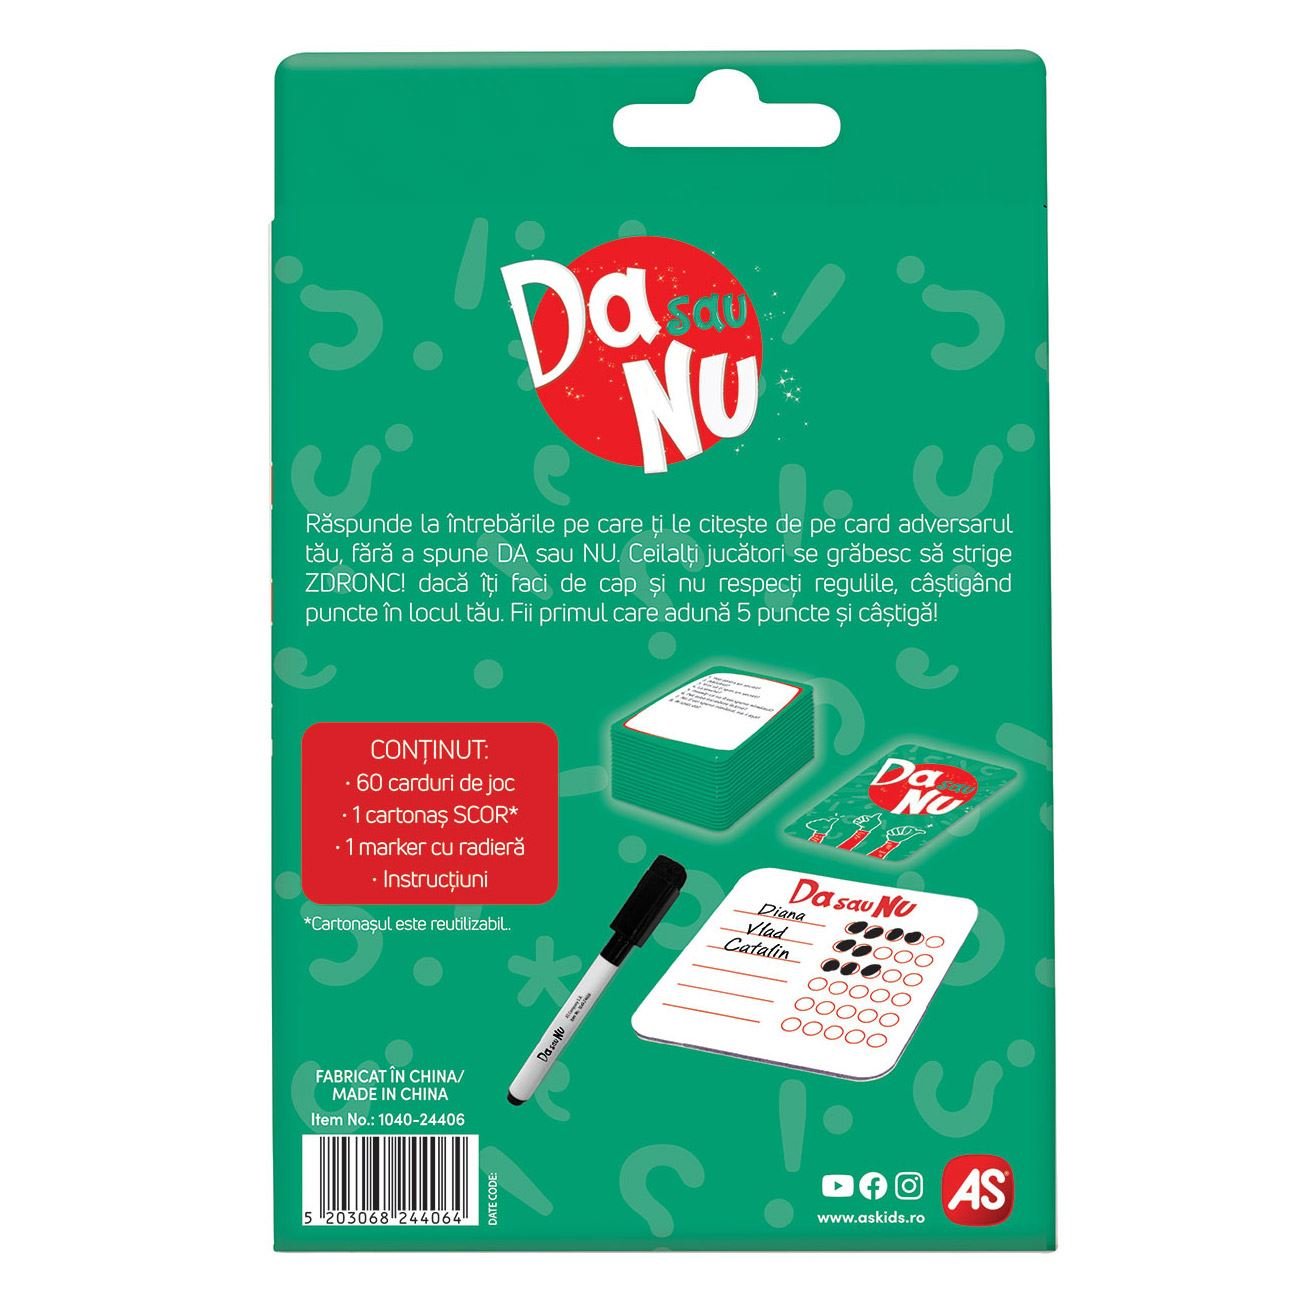 Da sau Nu
Răspunde la întrebările pe care ți le citește de pe card adversarul
tău, fără a spune DA sau NU. Ceilalți jucători se grăbesc să strige
ZDRONC! dacă îți faci de cap și nu respecți regulile, câștigând
puncte în locul tău. Fii primul care adună 5 puncte și câștigă!
CONȚINUT:
· 60 carduri de joc
· 1 cartonaș SCOR*
· 1 marker cu radieră
· Instrucțiuni
*Cartonașul este reutilizabil..
Da sau Nu
Da sau Nu
Diana
Vlad
Catalin
Da sau Nu
FABRICAT ÎN CHINA/
MADE IN CHINA
Item No.: 1040-24406
5 203068 244064
DATE CODE:
www.askids.ro
AS